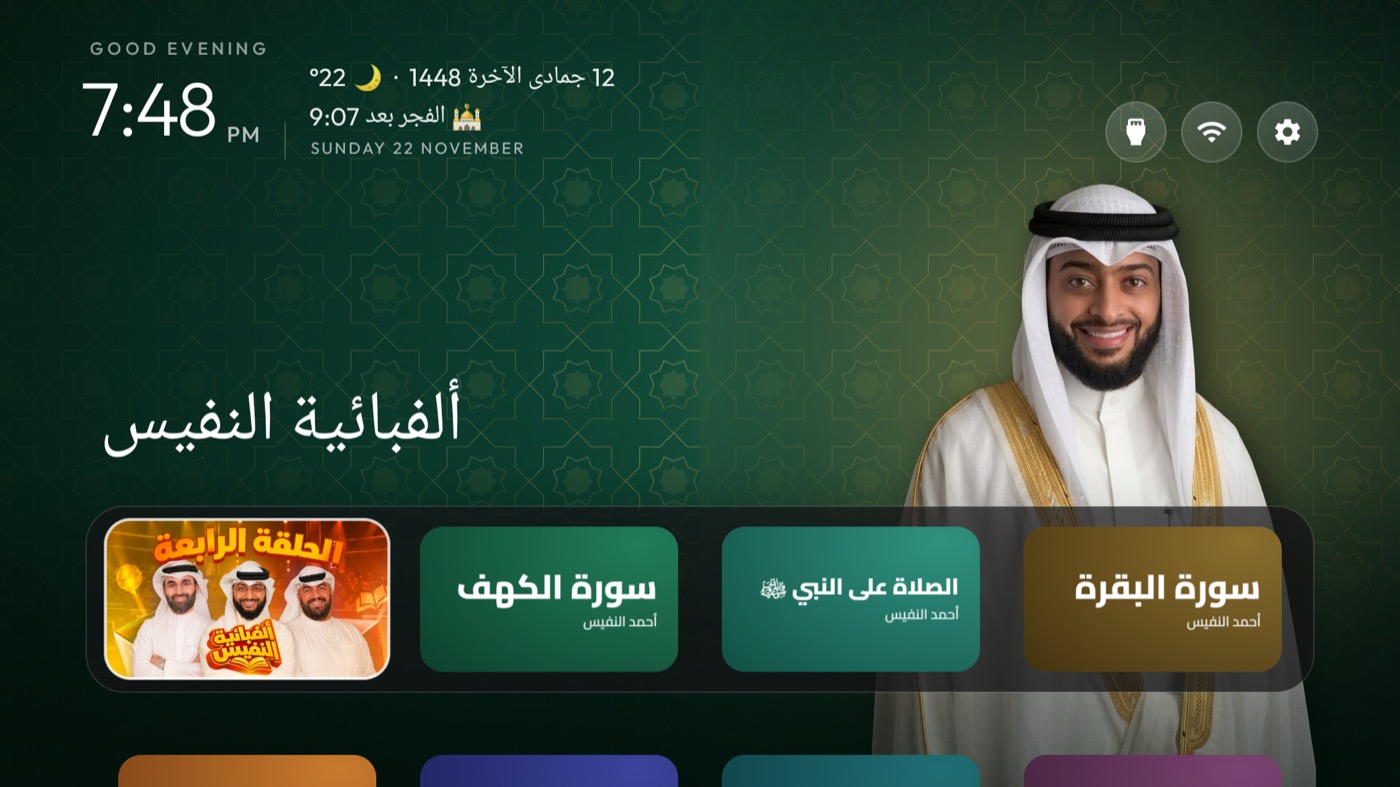 GOOD EVENING
7:48 PM
12 جمادى الآخرة 1448 · 🌙 22°
🕌 الفجر بعد 9:07
SUNDAY 22 NOVEMBER
ألفبائية النفيس
الحلقة الرابعة
ألفبائية
النفيس
سورة الكهف
أحمد النفيس
الصلاة على النبي ﷺ
أحمد النفيس
سورة البقرة
أحمد النفيس